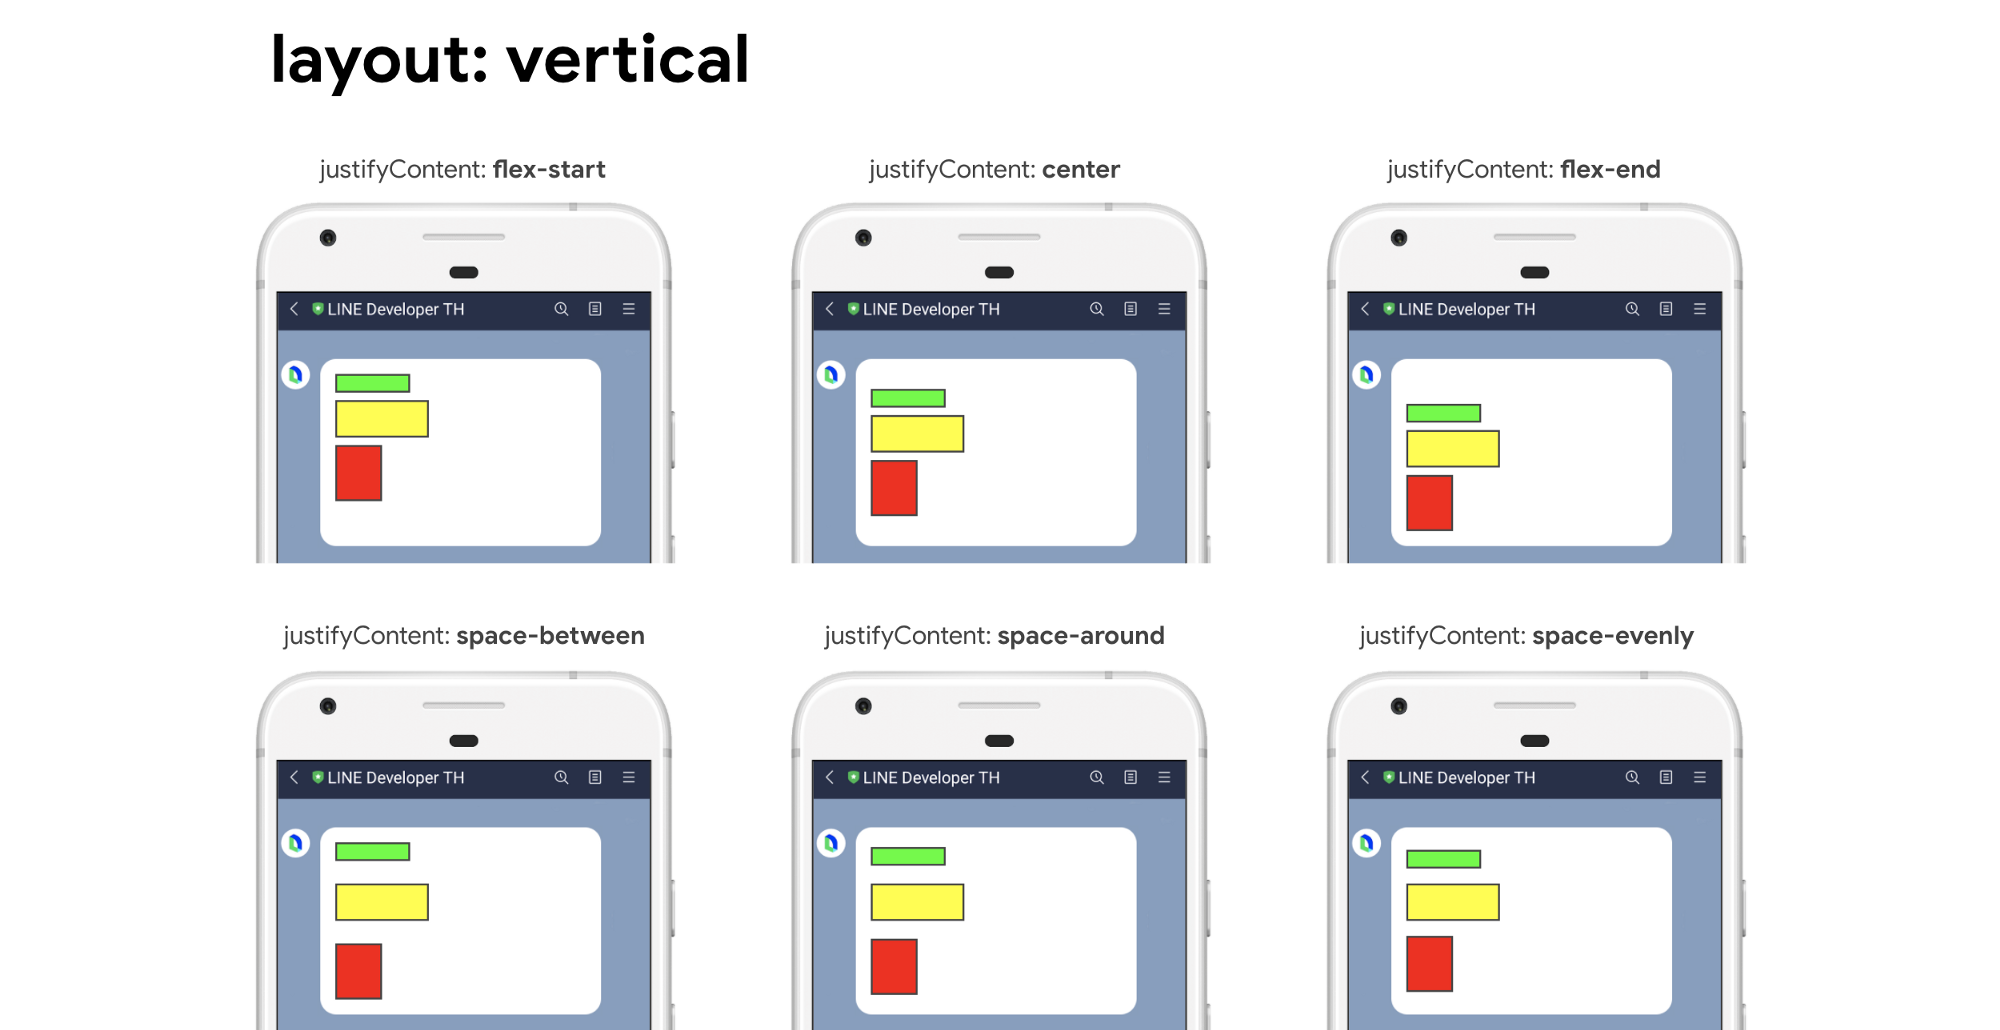 layout: vertical
justifyContent: flex-start
justifyContent: center
justifyContent: flex-end
LINE Developer TH
LINE Developer TH
LINE Developer TH
justifyContent: space-between
justifyContent: space-around
justifyContent: space-evenly
LINE Developer TH
LINE Developer TH
LINE Developer TH